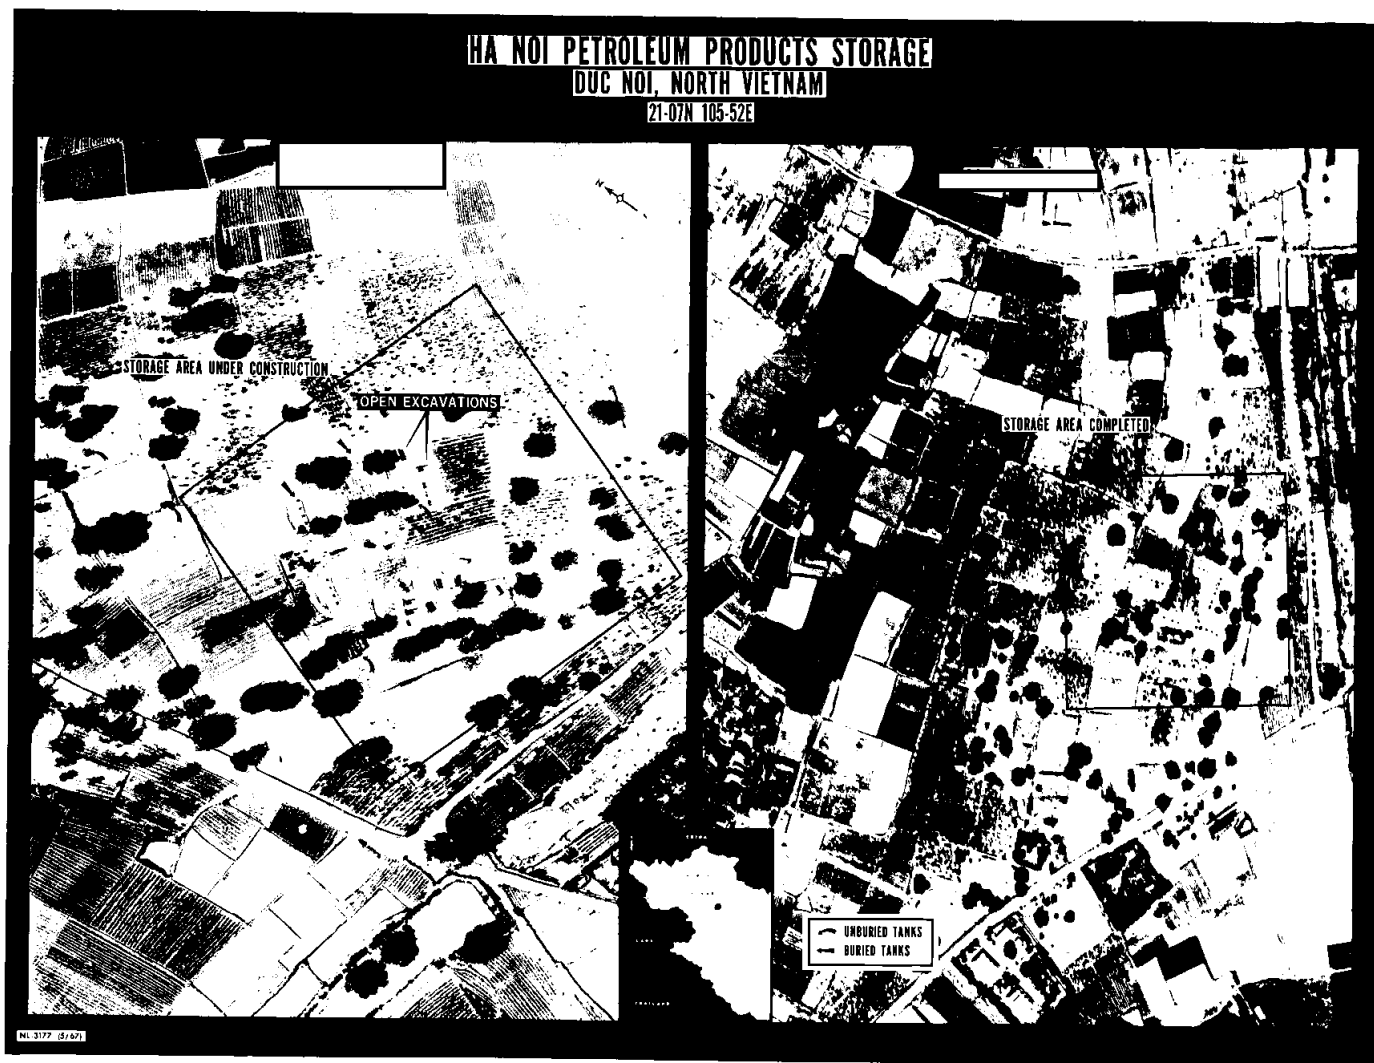 HA NOI PETROLEUM PRODUCTS STORAGE
DUC NOI, NORTH VIETNAM
21-07N 105-52E
N
STORAGE AREA UNDER CONSTRUCTION
OPEN EXCAVATIONS
STORAGE AREA COMPLETED
UNBURIED TANKS
BURIED TANKS
THAILAND
NL 3177 (5/67)